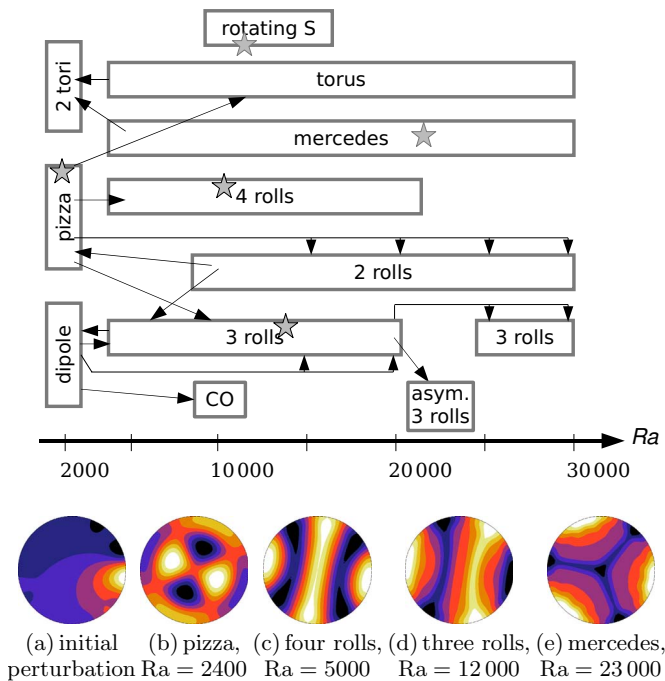 rotating S
2 tori
torus
mercedes
pizza
4 rolls
2 rolls
dipole
3 rolls
3 rolls
CO
asym.
3 rolls
Ra
2000
10 000
20 000
30 000
(a) initial
perturbation
(b) pizza,
Ra = 2400
(c) four rolls,
Ra = 5000
(d) three rolls,
Ra = 12 000
(e) mercedes,
Ra = 23 000